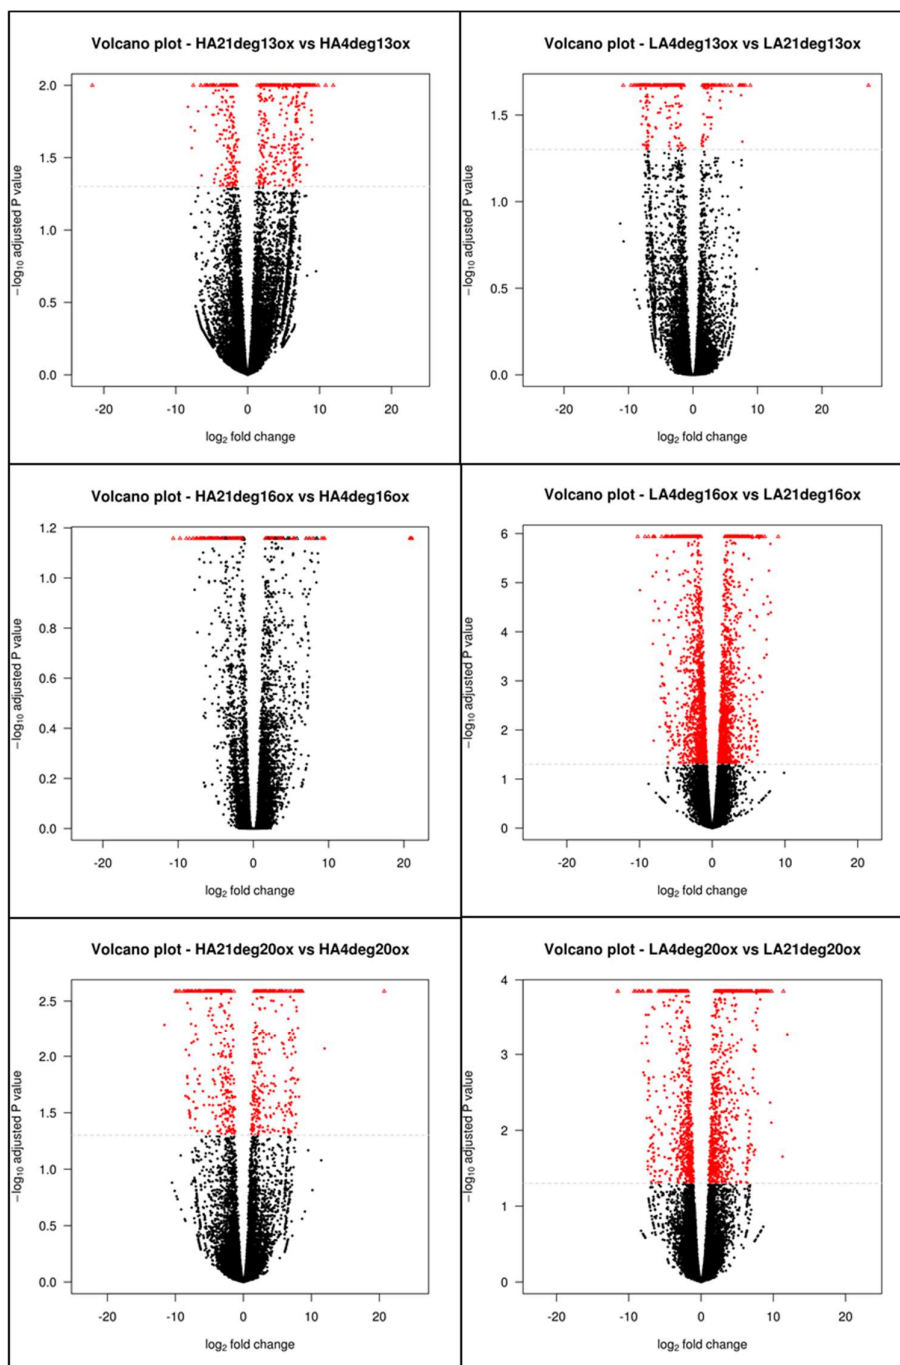 Volcano plot - HA21deg13ox vs HA4deg13ox
2.0
1.5
1.0
0.5
0.0
−log10 adjusted P value
-20 -10 0 10 20
log2 fold change
Volcano plot - LA4deg13ox vs LA21deg13ox
1.5
1.0
0.5
0.0
−log10 adjusted P value
-20 -10 0 10 20
log2 fold change
Volcano plot - HA21deg16ox vs HA4deg16ox
1.2
1.0
0.8
0.6
0.4
0.2
0.0
−log10 adjusted P value
-20 -10 0 10 20
log2 fold change
Volcano plot - LA4deg16ox vs LA21deg16ox
6
5
4
3
2
1
0
−log10 adjusted P value
-20 -10 0 10 20
log2 fold change
Volcano plot - HA21deg20ox vs HA4deg20ox
2.5
2.0
1.5
1.0
0.5
0.0
−log10 adjusted P value
-20 -10 0 10 20
log2 fold change
Volcano plot - LA4deg20ox vs LA21deg20ox
4
3
2
1
0
−log10 adjusted P value
-20 -10 0 10 20
log2 fold change